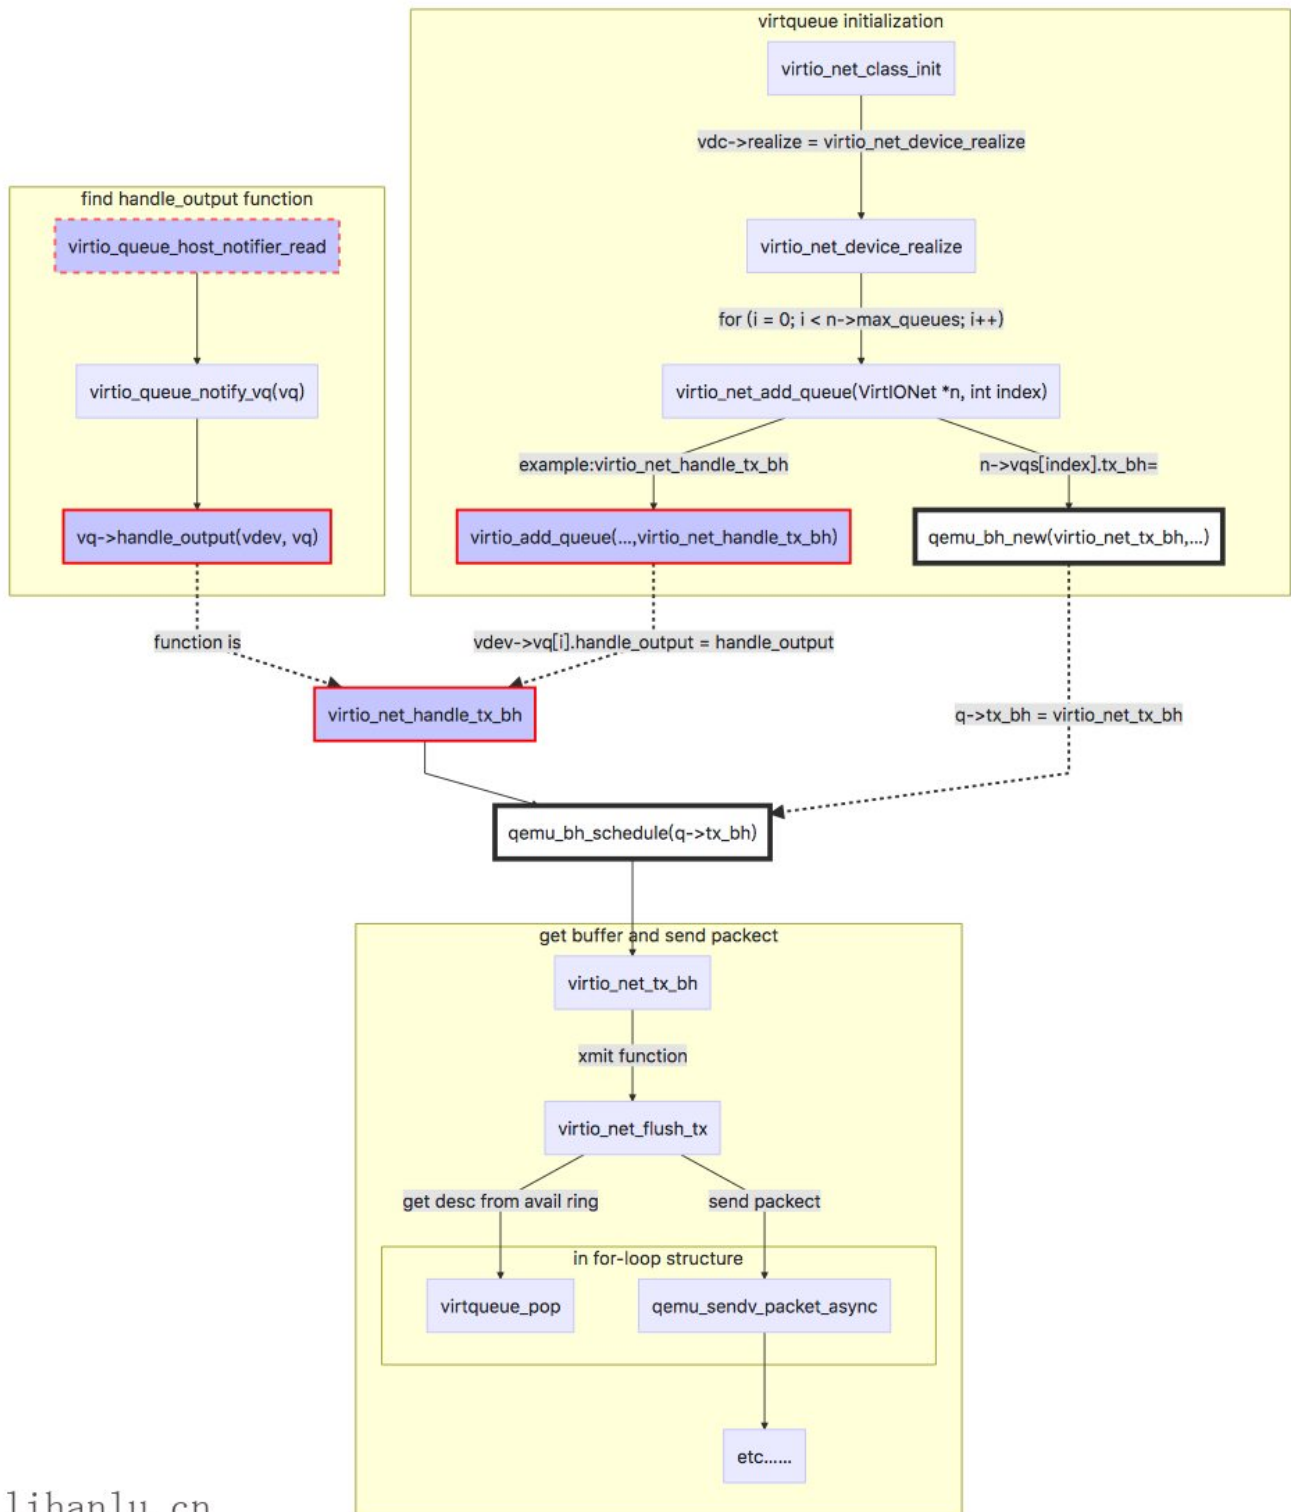 virtqueue initialization
virtio_net_class_init
vdc->realize = virtio_net_device_realize
find handle_output function
virtio_queue_host_notifier_read
virtio_net_device_realize
for (i = 0; i < n->max_queues; i++)
virtio_queue_notify_vq(vq)
virtio_net_add_queue(VirtIONet *n, int index)
example:virtio_net_handle_tx_bh
n->vqs[index].tx_bh=
vq->handle_output(vdev, vq)
virtio_add_queue(...,virtio_net_handle_tx_bh)
qemu_bh_new(virtio_net_tx_bh,...)
function is
vdev->vq[i].handle_output = handle_output
virtio_net_handle_tx_bh
q->tx_bh = virtio_net_tx_bh
qemu_bh_schedule(q->tx_bh)
get buffer and send packect
virtio_net_tx_bh
xmit function
virtio_net_flush_tx
get desc from avail ring
send packect
in for-loop structure
virtqueue_pop
qemu_sendv_packet_async
etc......
lihanlu.cn